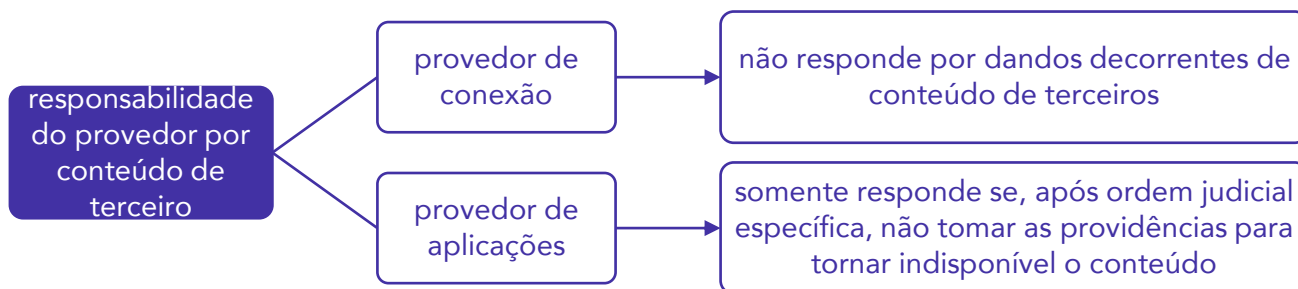 responsabilidade
do provedor por
conteúdo de
terceiro
provedor de
conexão
não responde por dandos decorrentes de
conteúdo de terceiros
provedor de
aplicações
somente responde se, após ordem judicial
específica, não tomar as providências para
tornar indisponível o conteúdo